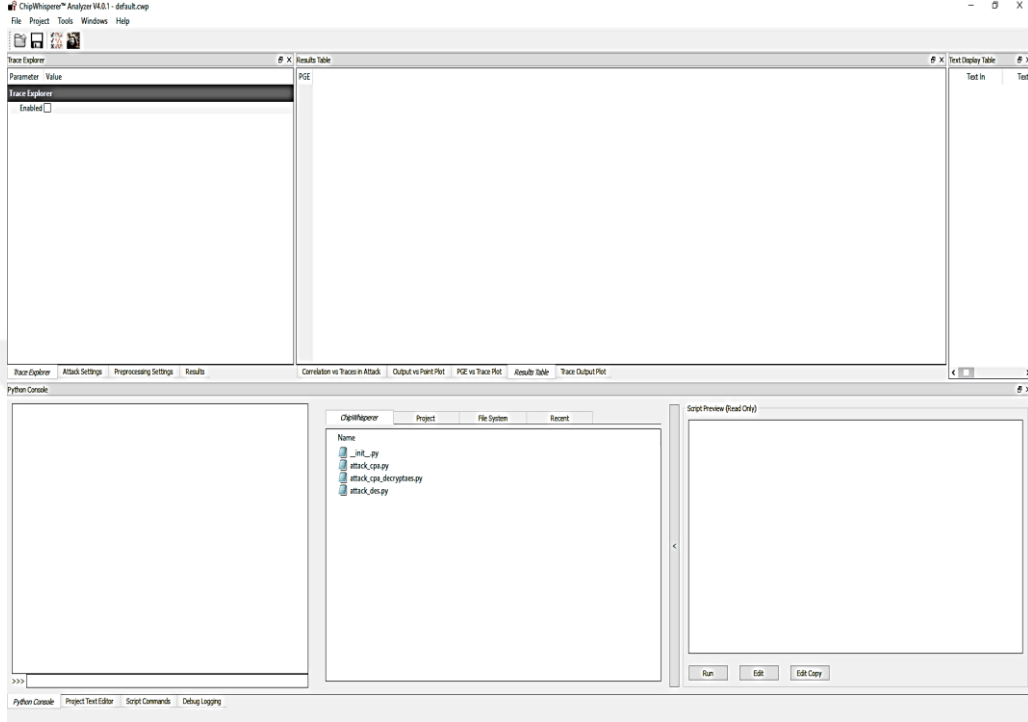 ChipWhisperer™ Analyzer V4.0.1 - default.cwp
File Project Tools Windows Help
Trace Explorer
Parameter Value
Trace Explorer
Enabled
Trace Explorer Attack Settings Preprocessing Settings Results
Results Table
PGE
Correlation vs Traces in Attack Output vs Point Plot PGE vs Trace Plot Results Table Trace Output Plot
Text Display Table
Text In Text
Python Console
>>>
ChipWhisperer Project File System Recent
Name
__init__.py
attack_cpa.py
attack_cpa_decryptaes.py
attack_des.py
<
Script Preview (Read Only)
Run Edit Edit Copy
Python Console Project Text Editor Script Commands Debug Logging